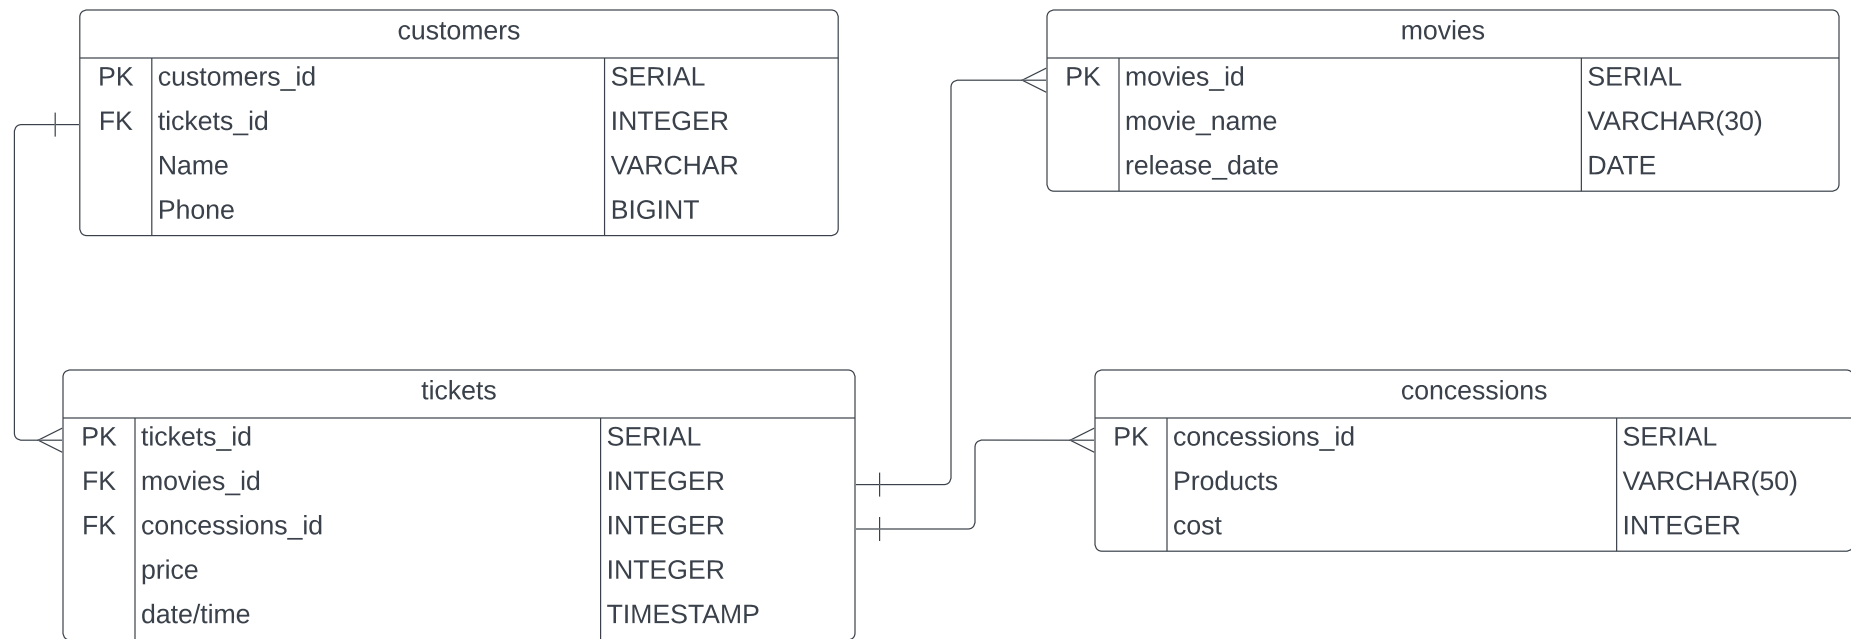 customers
PK customers_id SERIAL
FK tickets_id INTEGER
Name VARCHAR
Phone BIGINT
movies
PK movies_id SERIAL
movie_name VARCHAR(30)
release_date DATE
tickets
PK tickets_id SERIAL
FK movies_id INTEGER
FK concessions_id INTEGER
price INTEGER
date/time TIMESTAMP
concessions
PK concessions_id SERIAL
Products VARCHAR(50)
cost INTEGER